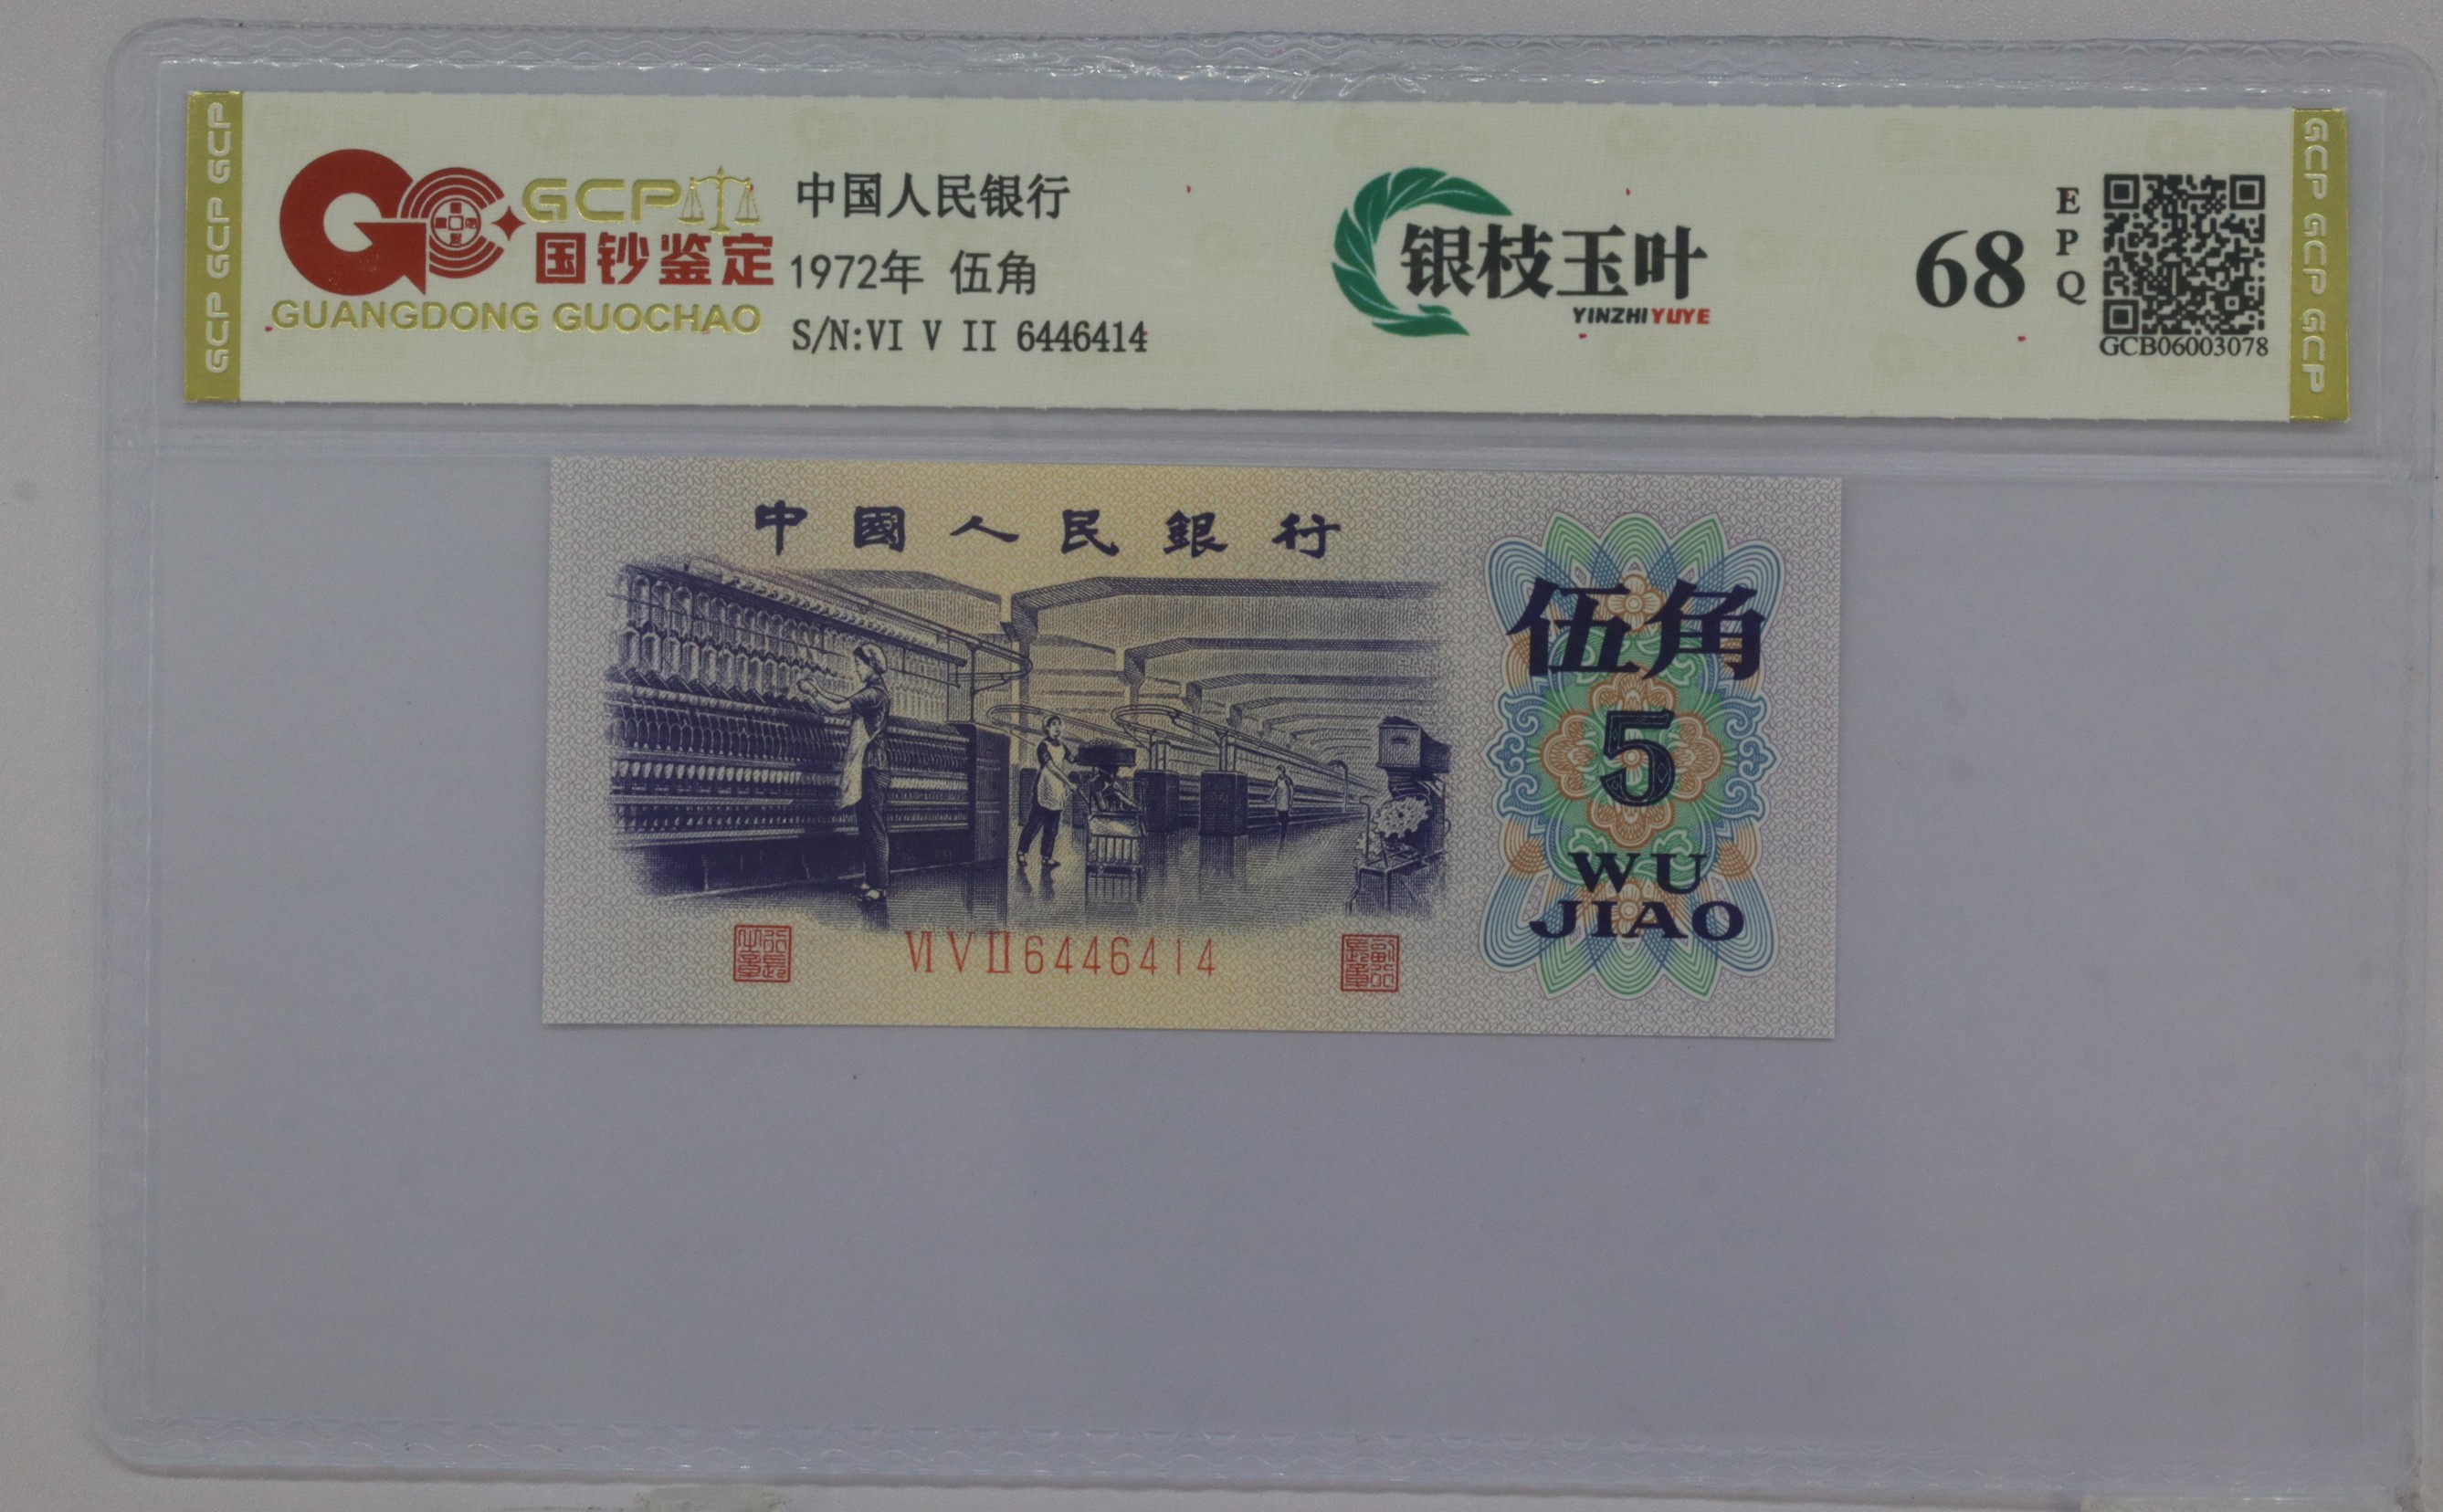 GCP GCP GCP
GCP
国钞鉴定
GUANGDONG GUOCHAO
中国人民银行
1972年 伍角
S/N:VI V II 6446414
银枝玉叶
YINZHIYUYE
68
EPQ
GCB06003078
GCP GCP GCP
中國人民銀行
伍角
5
WU
JIAO
VI V II 6446414